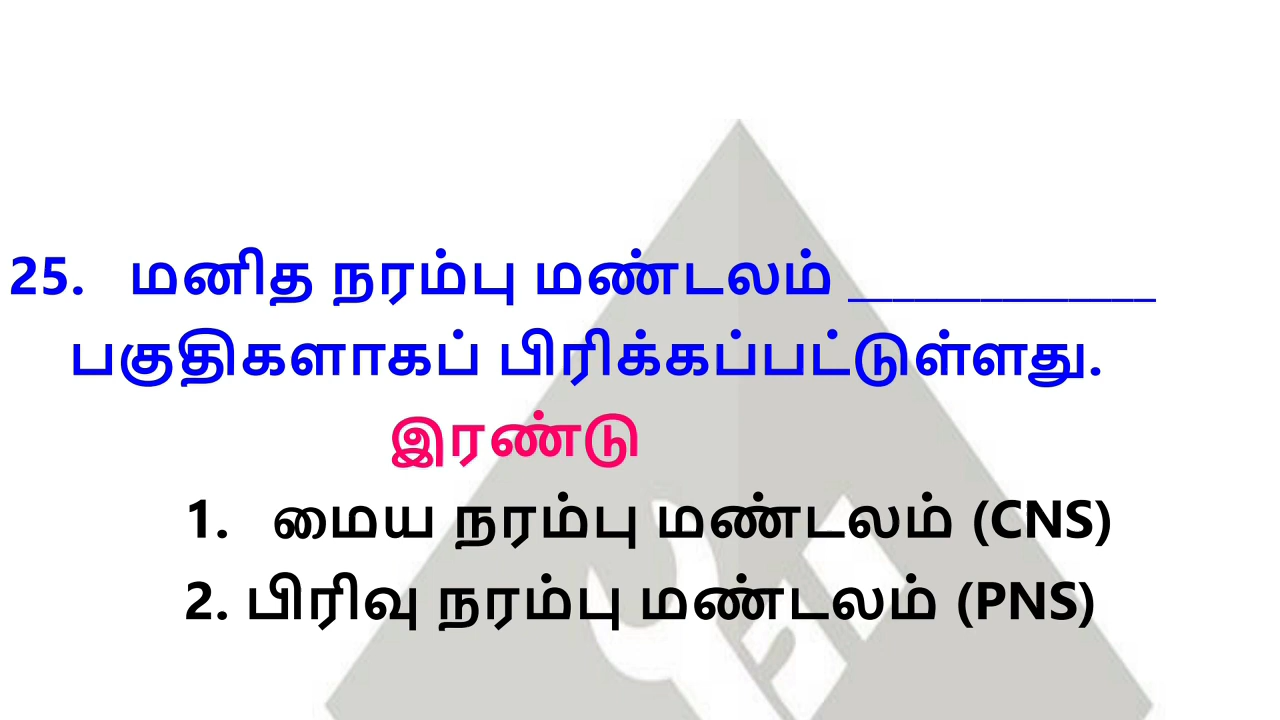 25. மனித நரம்பு மண்டலம் ______________
பகுதிகளாகப் பிரிக்கப்பட்டுள்ளது.
இரண்டு
1. மைய நரம்பு மண்டலம் (CNS)
2. பிரிவு நரம்பு மண்டலம் (PNS)